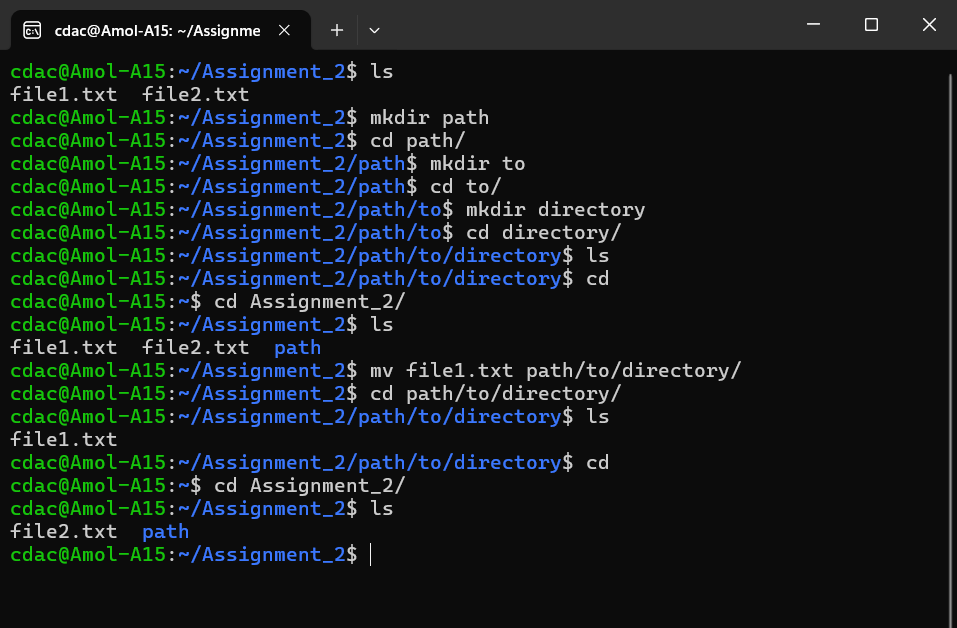 cdac@Amol-A15: ~/Assignme
cdac@Amol-A15:~/Assignment_2$ ls
file1.txt  file2.txt
cdac@Amol-A15:~/Assignment_2$ mkdir path
cdac@Amol-A15:~/Assignment_2$ cd path/
cdac@Amol-A15:~/Assignment_2/path$ mkdir to
cdac@Amol-A15:~/Assignment_2/path$ cd to/
cdac@Amol-A15:~/Assignment_2/path/to$ mkdir directory
cdac@Amol-A15:~/Assignment_2/path/to$ cd directory/
cdac@Amol-A15:~/Assignment_2/path/to/directory$ ls
cdac@Amol-A15:~/Assignment_2/path/to/directory$ cd
cdac@Amol-A15:~$ cd Assignment_2/
cdac@Amol-A15:~/Assignment_2$ ls
file1.txt  file2.txt  path
cdac@Amol-A15:~/Assignment_2$ mv file1.txt path/to/directory/
cdac@Amol-A15:~/Assignment_2$ cd path/to/directory/
cdac@Amol-A15:~/Assignment_2/path/to/directory$ ls
file1.txt
cdac@Amol-A15:~/Assignment_2/path/to/directory$ cd
cdac@Amol-A15:~$ cd Assignment_2/
cdac@Amol-A15:~/Assignment_2$ ls
file2.txt  path
cdac@Amol-A15:~/Assignment_2$